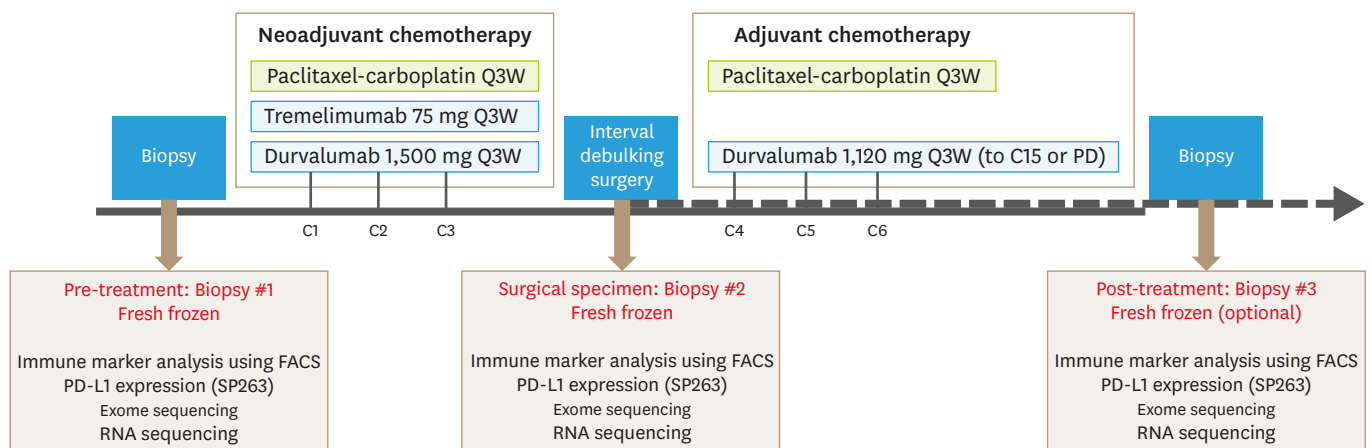 Neoadjuvant chemotherapy
Paclitaxel-carboplatin Q3W
Tremelimumab 75 mg Q3W
Durvalumab 1,500 mg Q3W
Adjuvant chemotherapy
Paclitaxel-carboplatin Q3W
Durvalumab 1,120 mg Q3W (to C15 or PD)
Biopsy
Interval
debulking
surgery
Biopsy
C1
C2
C3
C4
C5
C6
Pre-treatment: Biopsy #1
Fresh frozen
Immune marker analysis using FACS
PD-L1 expression (SP263)
Exome sequencing
RNA sequencing
Surgical specimen: Biopsy #2
Fresh frozen
Immune marker analysis using FACS
PD-L1 expression (SP263)
Exome sequencing
RNA sequencing
Post-treatment: Biopsy #3
Fresh frozen (optional)
Immune marker analysis using FACS
PD-L1 expression (SP263)
Exome sequencing
RNA sequencing